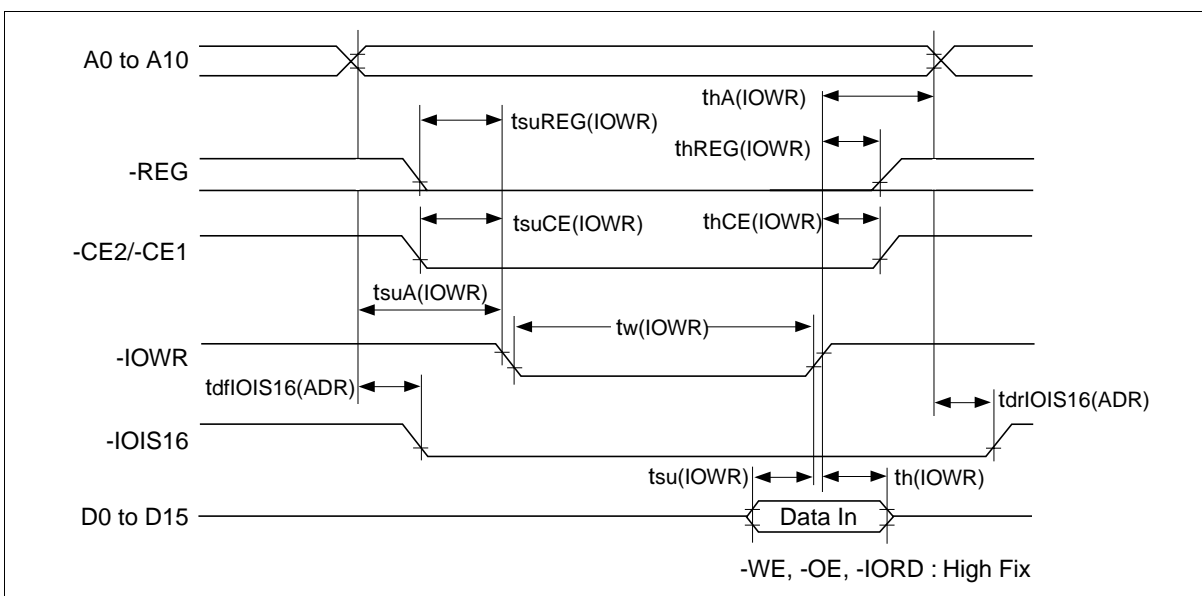 A0 to A10
thA(IOWR)
tsuREG(IOWR)
thREG(IOWR)
-REG
tsuCE(IOWR)
thCE(IOWR)
-CE2/-CE1
tsuA(IOWR)
tw(IOWR)
-IOWR
tdfIOIS16(ADR)
tdrIOIS16(ADR)
-IOIS16
tsu(IOWR)
th(IOWR)
D0 to D15
Data In
-WE, -OE, -IORD : High Fix